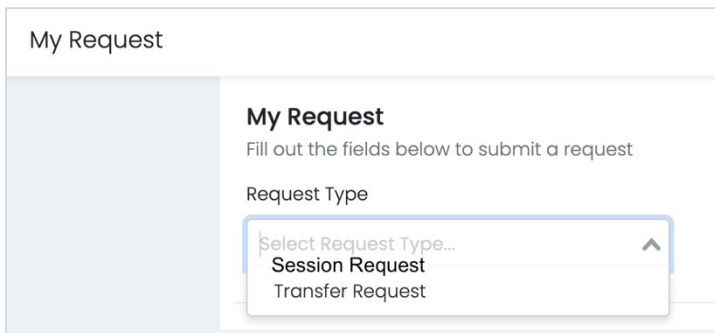 My Request
My Request
Fill out the fields below to submit a request
Request Type
Select Request Type...
Session Request
Transfer Request